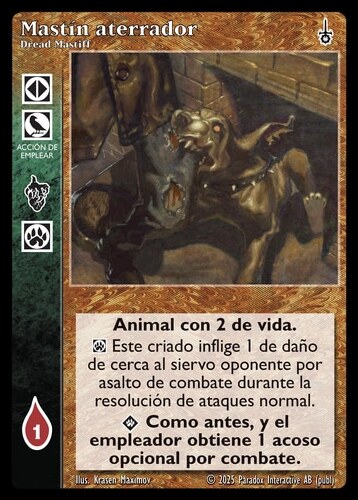 Mastín aterrador
Dread Mastiff
ACCIÓN DE
EMPLEAR
Animal con 2 de vida.
Este criado inflige 1 de daño
de cerca al siervo oponente por
asalto de combate durante la
resolución de ataques normal.
Como antes, y el
empleador obtiene 1 acoso
opcional por combate.
1
Illus. Krasen Maximov
© 2025 Paradox Interactive AB (publ)